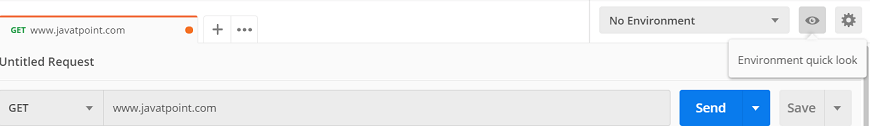 GET www.javatpoint.com
No Environment
Environment quick look
Untitled Request
GET www.javatpoint.com Send Save